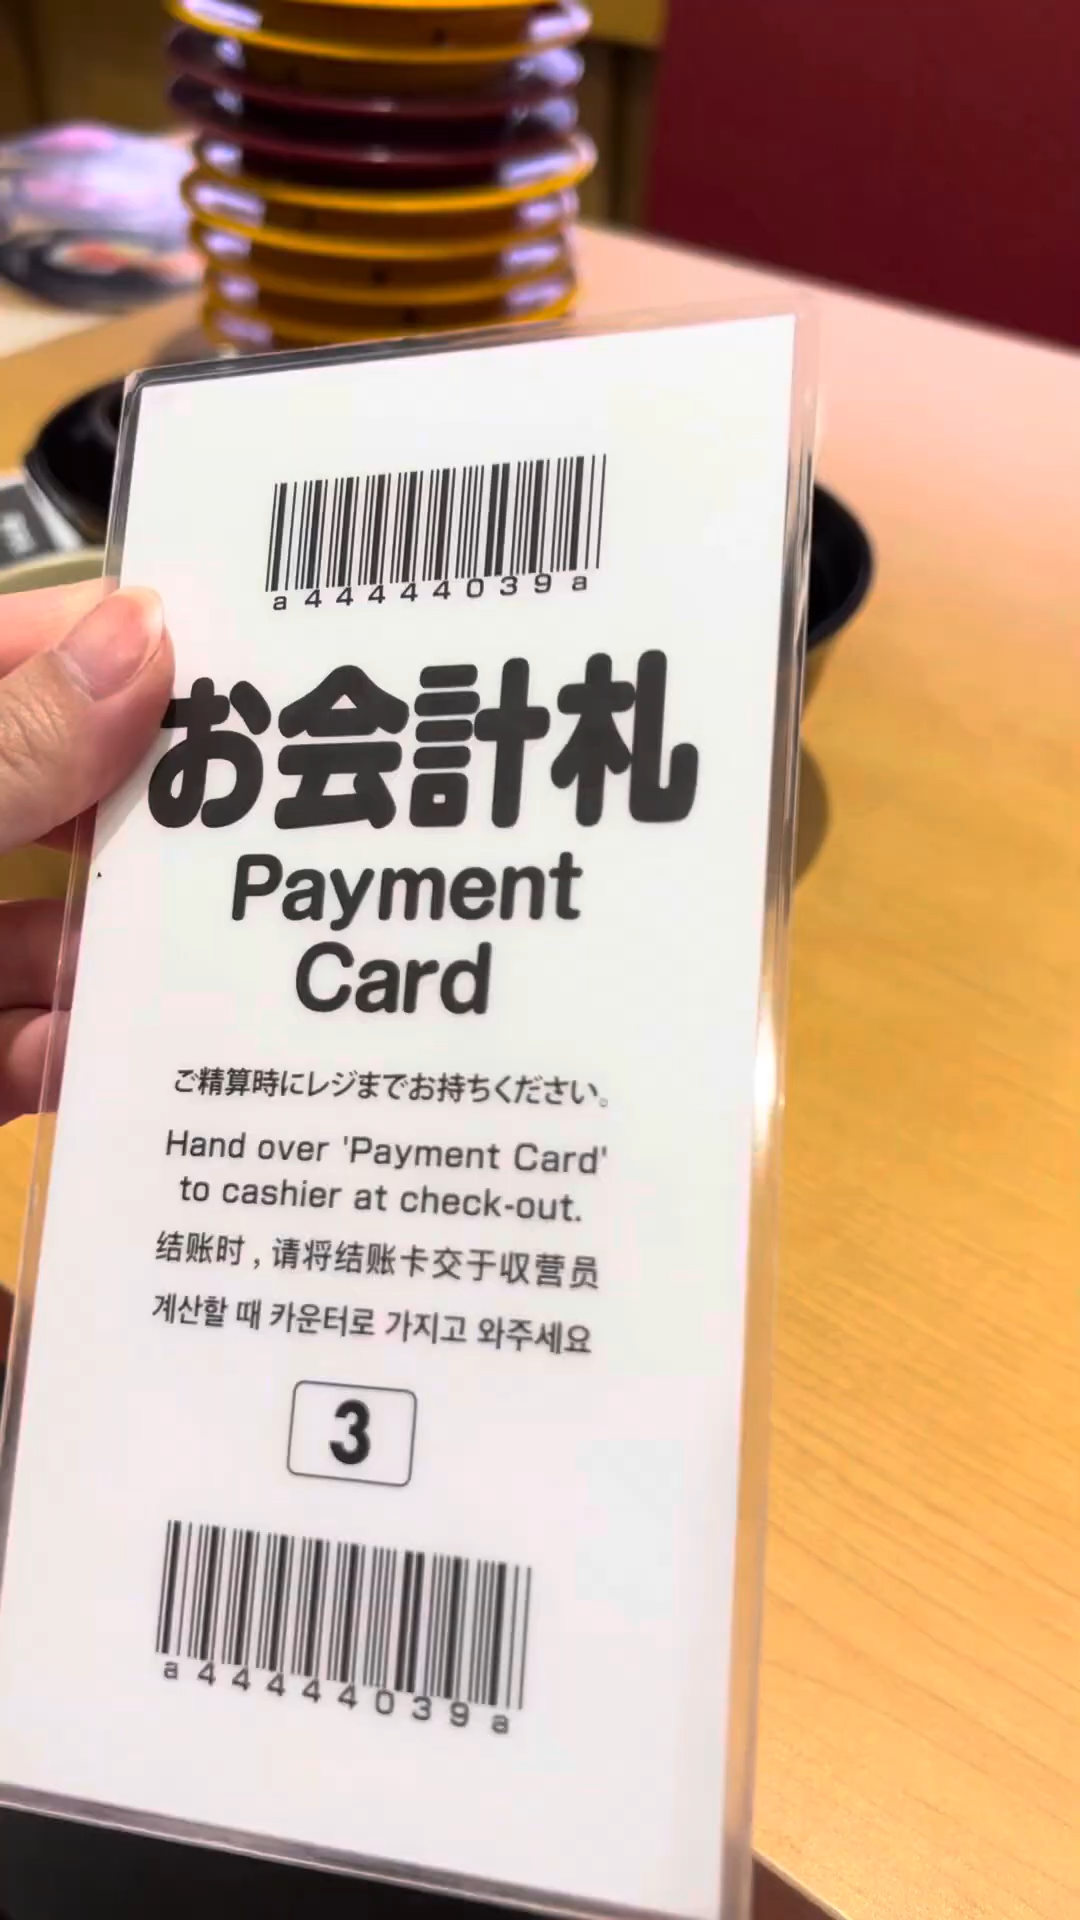 a44444039a
お会計札
Payment
Card
ご精算時にレジまでお持ちください。
Hand over 'Payment Card'
to cashier at check-out.
结账时，请将结账卡交于収营员
계산할 때 카운터로 가지고 와주세요
3
a44444039a